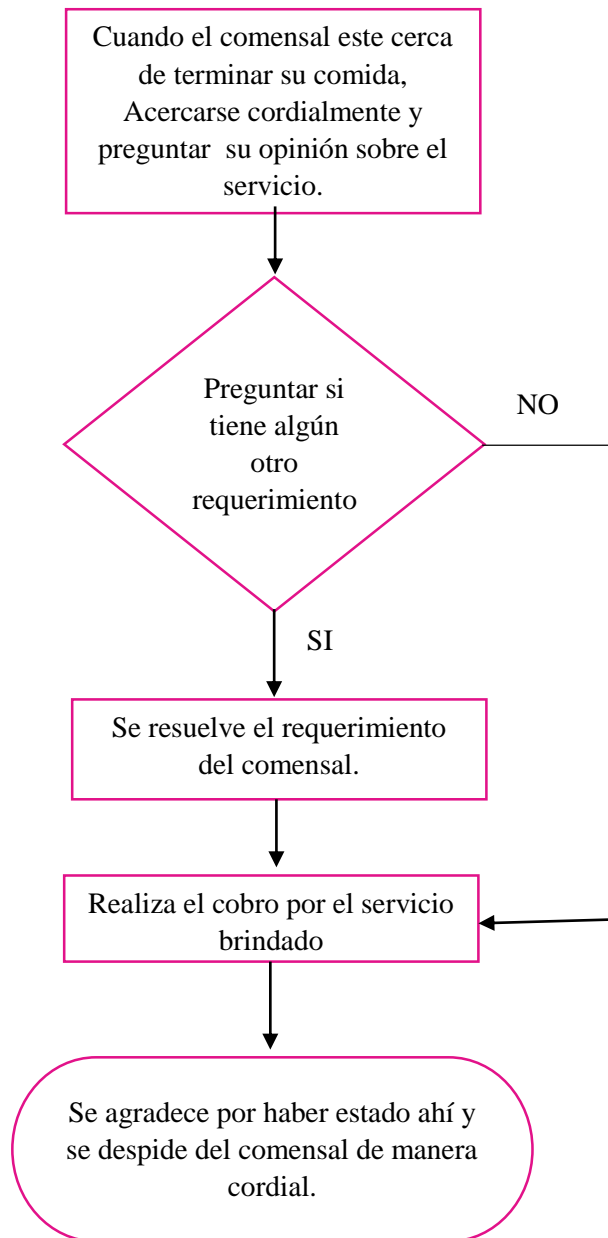 Cuando el comensal este cerca
de terminar su comida,
Acercarse cordialmente y
preguntar  su opinión sobre el
servicio.
Preguntar si
tiene algún
otro
requerimiento
NO
SI
Se resuelve el requerimiento
del comensal.
Realiza el cobro por el servicio
brindado
Se agradece por haber estado ahí y
se despide del comensal de manera
cordial.